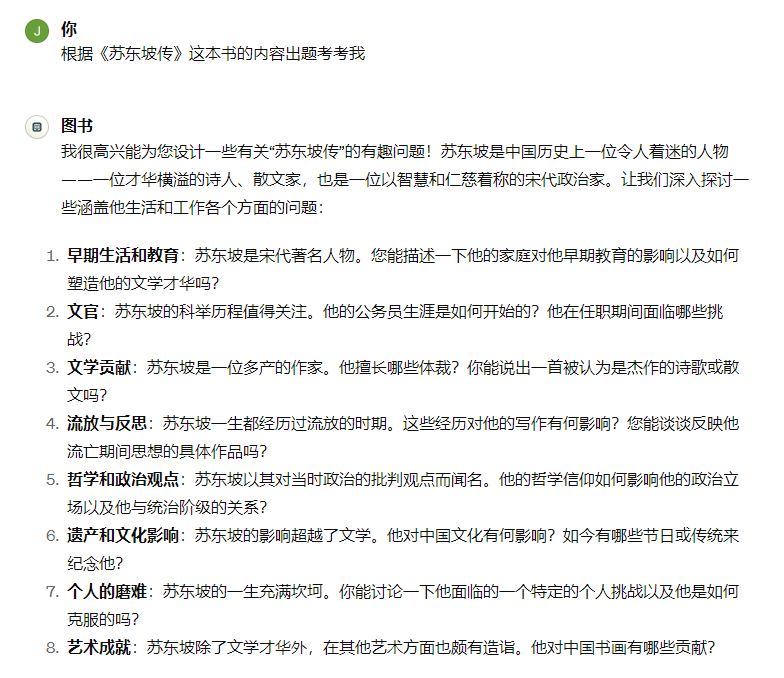 J
你
根据《苏东坡传》这本书的内容出题考考我
图书
我很高兴能为您设计一些有关“苏东坡传”的有趣问题！苏东坡是中国历史上一位令人着迷的人物
——一位才华横溢的诗人、散文家，也是一位以智慧和仁慈着称的宋代政治家。让我们深入探讨一
些涵盖他生活和工作各个方面的问题：
1. 早期生活和教育：苏东坡是宋代著名人物。您能描述一下他的家庭对他早期教育的影响以及如何
塑造他的文学才华吗？
2. 文官：苏东坡的科举历程值得关注。他的公务员生涯是如何开始的？他在任职期间面临哪些挑
战？
3. 文学贡献：苏东坡是一位多产的作家。他擅长哪些体裁？你能说出一首被认为是杰作的诗歌或散
文吗？
4. 流放与反思：苏东坡一生都经历过流放的时期。这些经历对他的写作有何影响？您能谈谈反映他
流亡期间思想的具体作品吗？
5. 哲学和政治观点：苏东坡以其对当时政治的批判观点而闻名。他的哲学信仰如何影响他的政治立
场以及他与统治阶级的关系？
6. 遗产和文化影响：苏东坡的影响超越了文学。他对中国文化有何影响？如今有哪些节日或传统来
纪念他？
7. 个人的磨难：苏东坡的一生充满坎坷。你能讨论一下他面临的一个特定的个人挑战以及他是如何
克服的吗？
8. 艺术成就：苏东坡除了文学才华外，在其他艺术方面也颇有造诣。他对中国书画有哪些贡献？